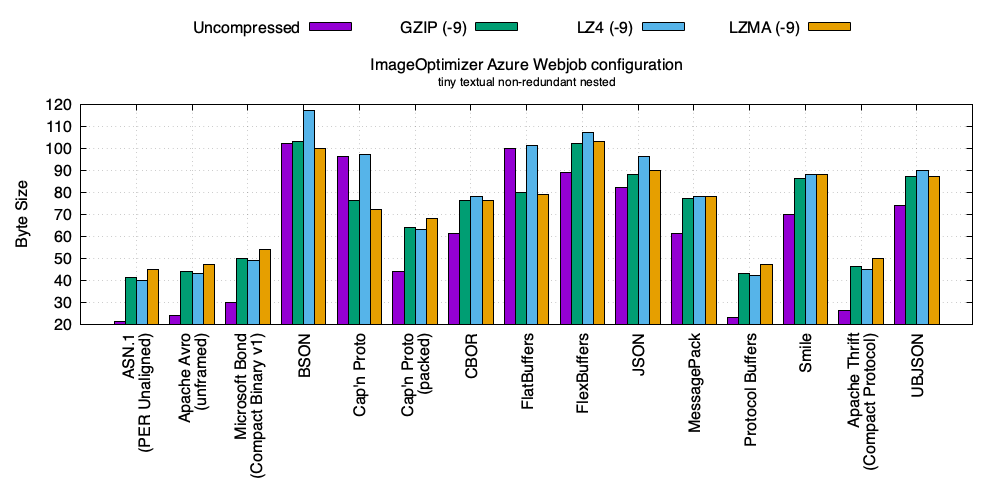 Uncompressed GZIP (-9) LZ4 (-9) LZMA (-9)
ImageOptimizer Azure Webjob configuration
tiny textual non-redundant nested
Byte Size
120
110
100
90
80
70
60
50
40
30
20
ASN.1
(PER Unaligned)
Apache Avro
(unframed)
Microsoft Bond
(Compact Binary v1)
BSON
Cap'n Proto
Cap'n Proto
(packed)
CBOR
FlatBuffers
FlexBuffers
JSON
MessagePack
Protocol Buffers
Smile
Apache Thrift
(Compact Protocol)
UBJSON